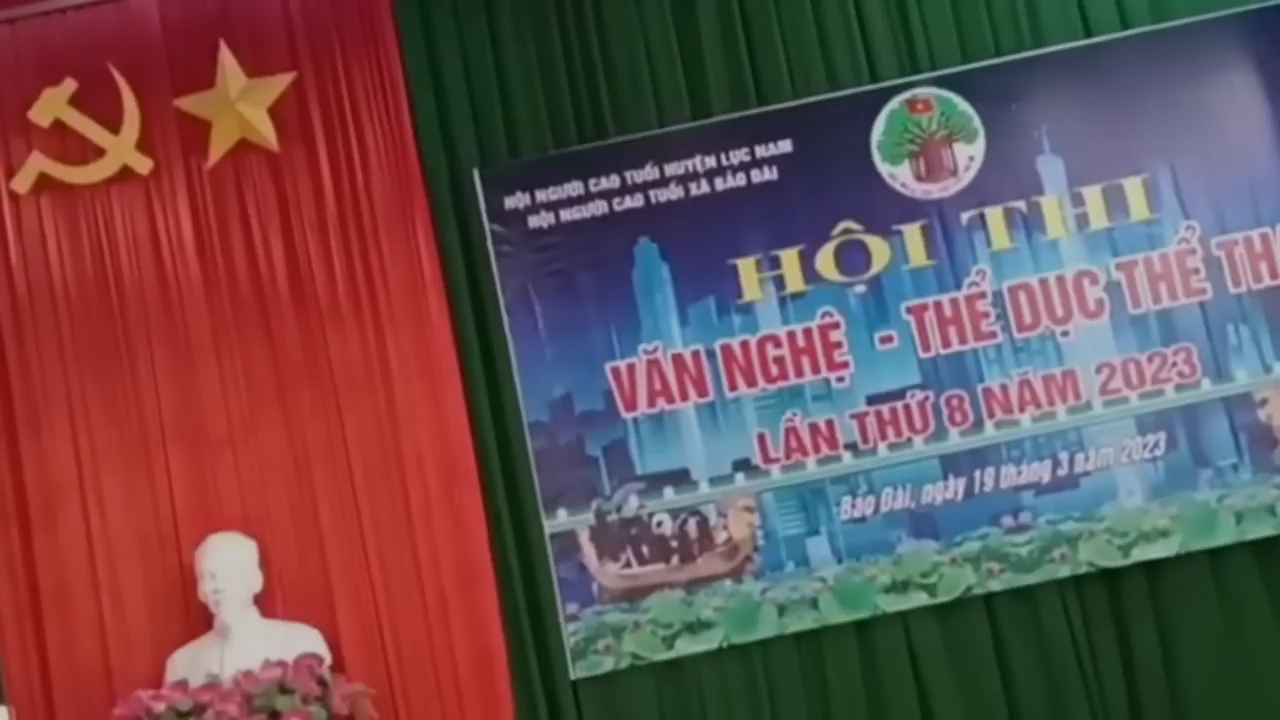 HỘI NGƯỜI CAO TUỔI HUYỆN LỤC NAM
HỘI NGƯỜI CAO TUỔI XÃ BẢO ĐÀI
HỘI THI
VĂN NGHỆ - THỂ DỤC THỂ TH
LẦN THỨ 8 NĂM 2023
Bảo Đài, ngày 19 tháng 3 năm 2023